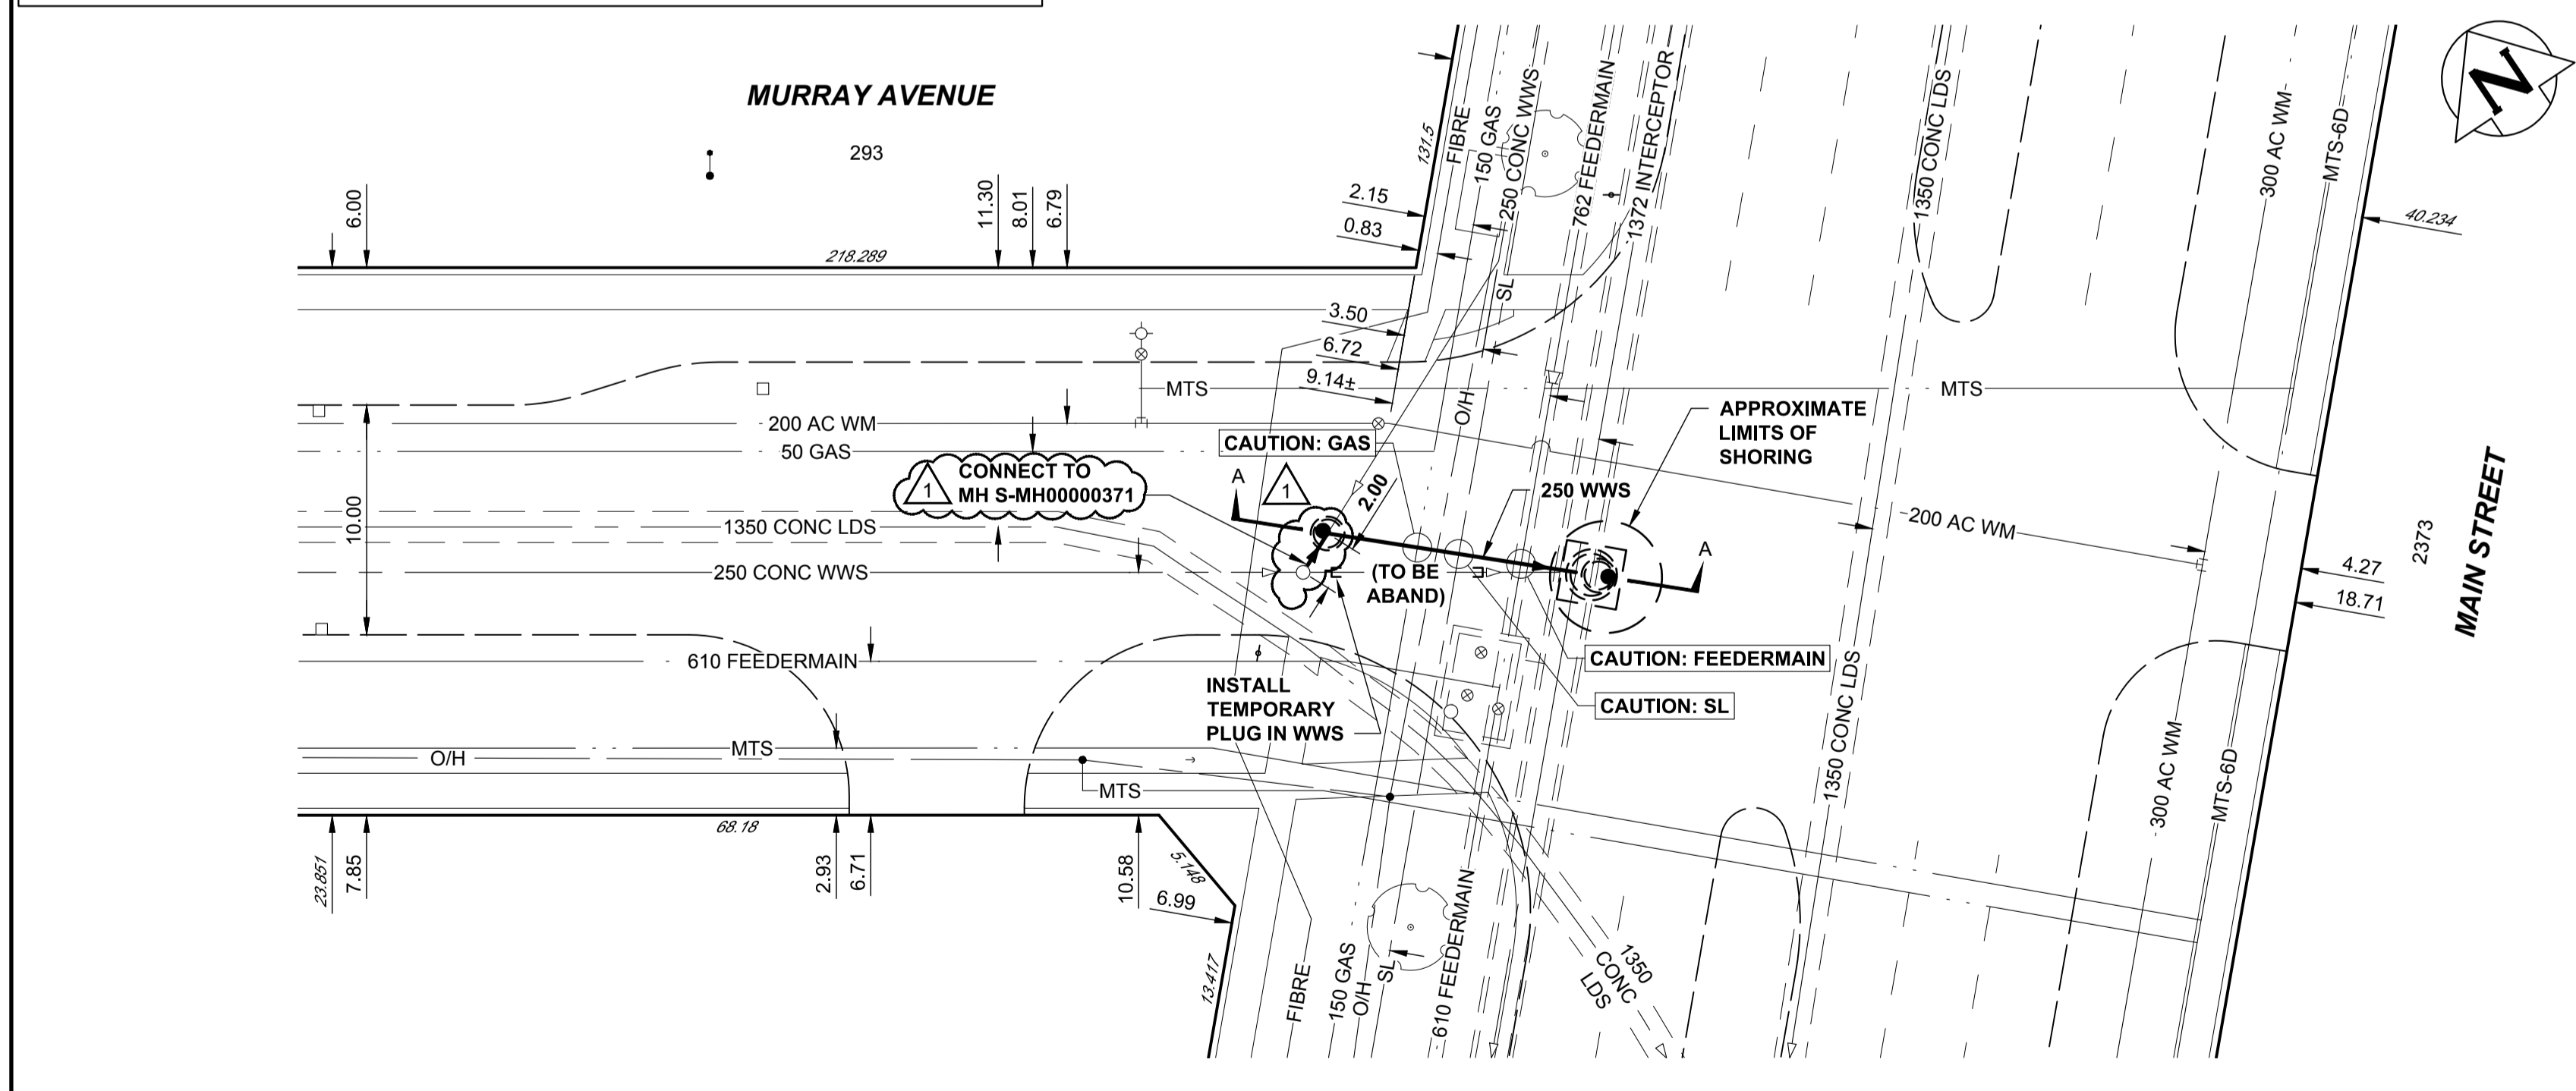 MURRAY AVENUE
293
N
6.00
11.30
8.01
6.79
218.289
131.5
2.15
0.83
FIBRE
150 GAS
250 CONC WWS
762 FEEDERMAIN
1372 INTERCEPTOR
1350 CONC LDS
300 AC WM
MTS-6D
40.234
3.50
6.72
9.14±
SL
O/H
MTS
MTS
200 AC WM
50 GAS
CAUTION: GAS
APPROXIMATE
LIMITS OF
SHORING
1
CONNECT TO
MH S-MH00000371
A
1
2.00
250 WWS
10.00
1350 CONC LDS
250 CONC WWS
200 AC WM
A
(TO BE
ABAND)
4.27
18.71
2373
MAIN STREET
610 FEEDERMAIN
CAUTION: FEEDERMAIN
CAUTION: SL
INSTALL
TEMPORARY
PLUG IN WWS
1350 CONC LDS
300 AC WM
MTS-6D
MTS
O/H
MTS
68.18
23.851
7.85
2.93
6.71
10.58
5.148
6.99
13.417
FIBRE
150 GAS
O/H
SL
610 FEEDERMAIN
1350
CONC
LDS